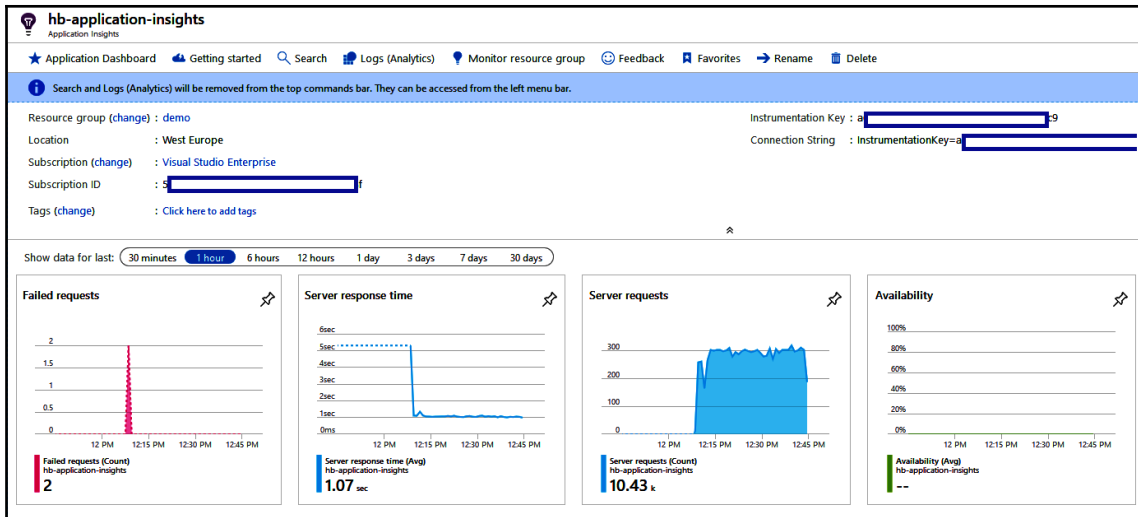 hb-application-insights
Application Insights
Application Dashboard Getting started Search Logs (Analytics) Monitor resource group Feedback Favorites Rename Delete
Search and Logs (Analytics) will be removed from the top commands bar. They can be accessed from the left menu bar.
Resource group (change) : demo
Location : West Europe
Subscription (change) : Visual Studio Enterprise
Subscription ID : 5 f
Tags (change) : Click here to add tags
Instrumentation Key : a c9
Connection String : InstrumentationKey=a
Show data for last: 30 minutes 1 hour 6 hours 12 hours 1 day 3 days 7 days 30 days
Failed requests
2
1.5
1
0.5
0
12 PM 12:15 PM 12:30 PM 12:45 PM
Failed requests (Count)
hb-application-insights
2
Server response time
6sec
5sec
4sec
3sec
2sec
1sec
0ms
12 PM 12:15 PM 12:30 PM 12:45 PM
Server response time (Avg)
hb-application-insights
1.07 sec
Server requests
300
200
100
0
12 PM 12:15 PM 12:30 PM 12:45 PM
Server requests (Count)
hb-application-insights
10.43 k
Availability
100%
80%
60%
40%
20%
0%
12 PM 12:15 PM 12:30 PM 12:45 PM
Availability (Avg)
hb-application-insights
--